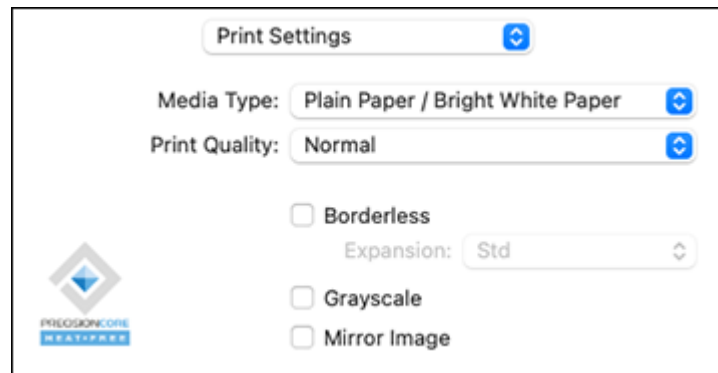 Print Settings
Media Type: Plain Paper / Bright White Paper
Print Quality: Normal
Borderless
Expansion: Std
Grayscale
Mirror Image
PRECISIONCORE
HEAT-FREE